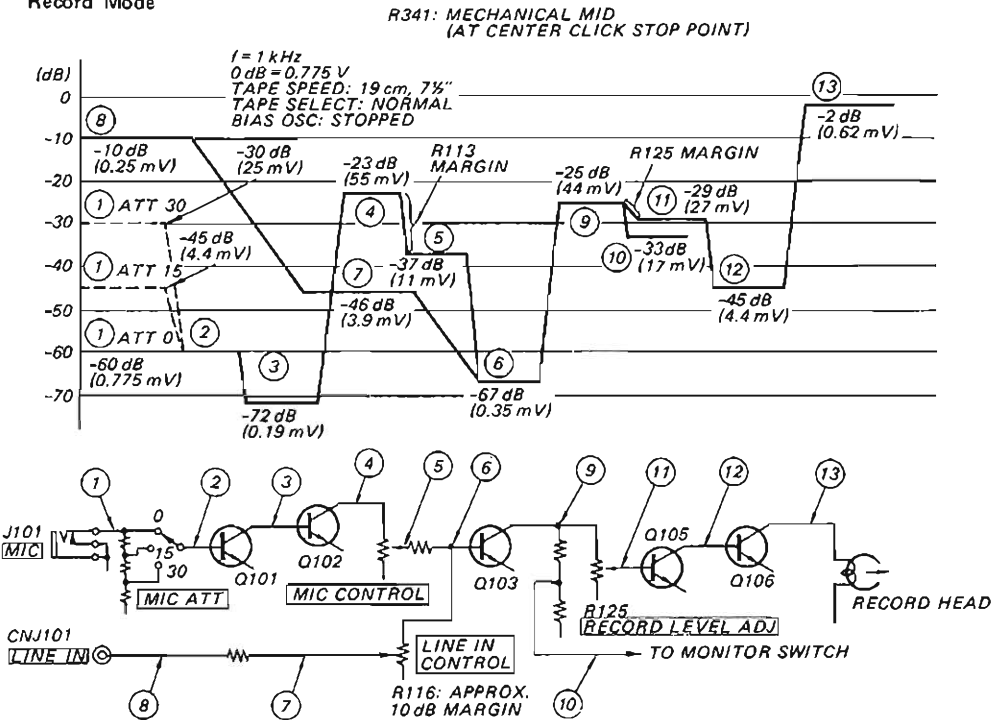 Record Mode
R341: MECHANICAL MID
(AT CENTER CLICK STOP POINT)
f = 1 kHz
0 dB = 0.775 V
TAPE SPEED: 19 cm, 7½"
TAPE SELECT: NORMAL
BIAS OSC: STOPPED
(dB)
0
-10
-20
-30
-40
-50
-60
-70
8
-10 dB
(0.25 mV)
-30 dB
(25 mV)
1 ATT 30
-45 dB
(4.4 mV)
1 ATT 15
1 ATT 0
2
-60 dB
(0.775 mV)
3
-72 dB
(0.19 mV)
-23 dB
(55 mV)
4
R113
MARGIN
5
-37 dB
(11 mV)
7
-46 dB
(3.9 mV)
6
-67 dB
(0.35 mV)
-25 dB
(44 mV)
9
R125 MARGIN
11
-29 dB
(27 mV)
10
-33 dB
(17 mV)
12
-45 dB
(4.4 mV)
13
-2 dB
(0.62 mV)
1
2
3
4
5
6
9
11
12
13
J101
MIC
0
15
30
MIC ATT
Q101
Q102
MIC CONTROL
Q103
Q105
Q106
R125
RECORD LEVEL ADJ
RECORD HEAD
TO MONITOR SWITCH
CNJ101
LINE IN
LINE IN
CONTROL
R116: APPROX.
10 dB MARGIN
8
7
10